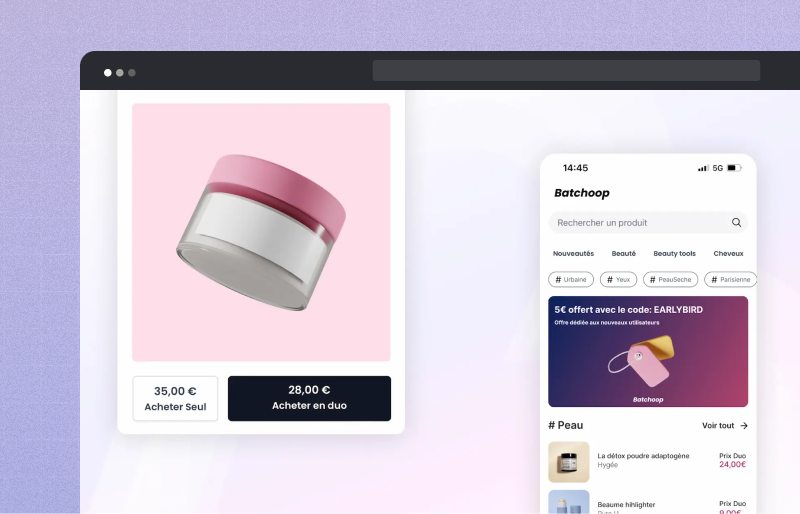 35,00 €
Acheter Seul
28,00 €
Acheter en duo
14:45
5G
Batchoop
Rechercher un produit
Nouveautés Beauté Beauty tools Cheveux
# Urbaine # Yeux # PeauSeche # Parisienne
5€ offert avec le code: EARLYBIRD
Offre dédiée aux nouveaux utilisateurs
Batchoop
# Peau Voir tout
La détox poudre adaptogène Prix Duo
Hygée 24,00€
Beaume hihlighter Prix Duo
9,00€